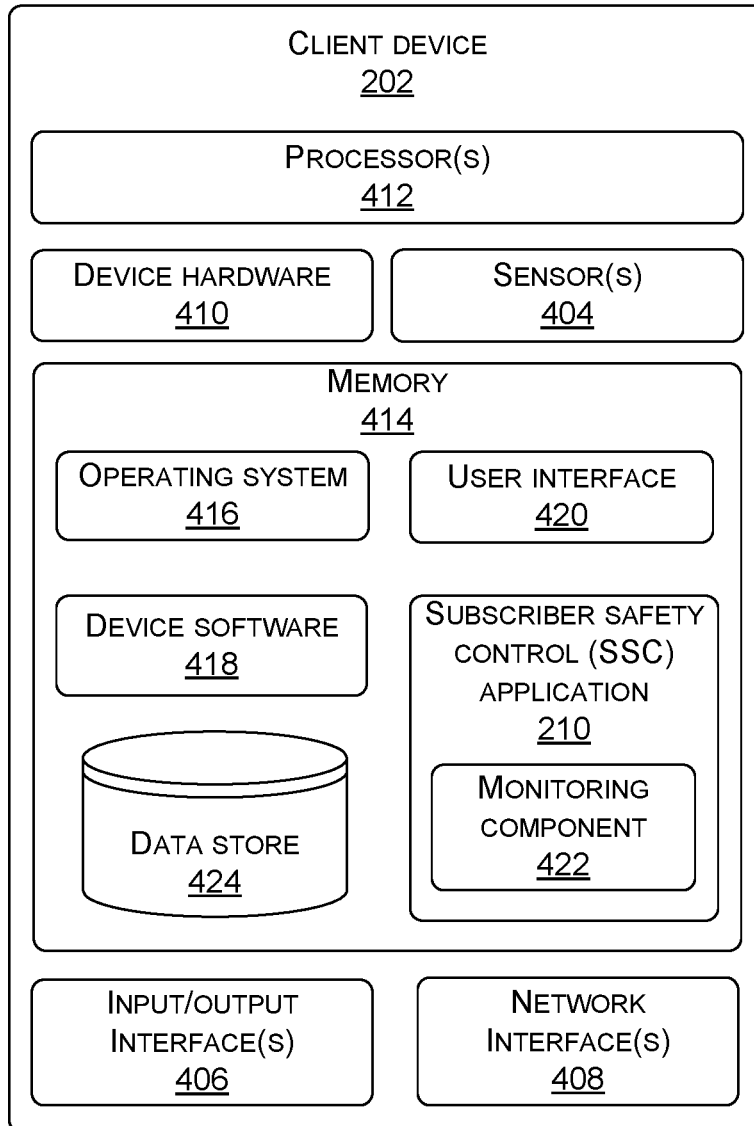 CLIENT DEVICE
202
PROCESSOR(S)
412
DEVICE HARDWARE
410
SENSOR(S)
404
MEMORY
414
OPERATING SYSTEM
416
USER INTERFACE
420
DEVICE SOFTWARE
418
SUBSCRIBER SAFETY
CONTROL (SSC)
APPLICATION
210
MONITORING
COMPONENT
422
DATA STORE
424
INPUT/OUTPUT
INTERFACE(S)
406
NETWORK
INTERFACE(S)
408